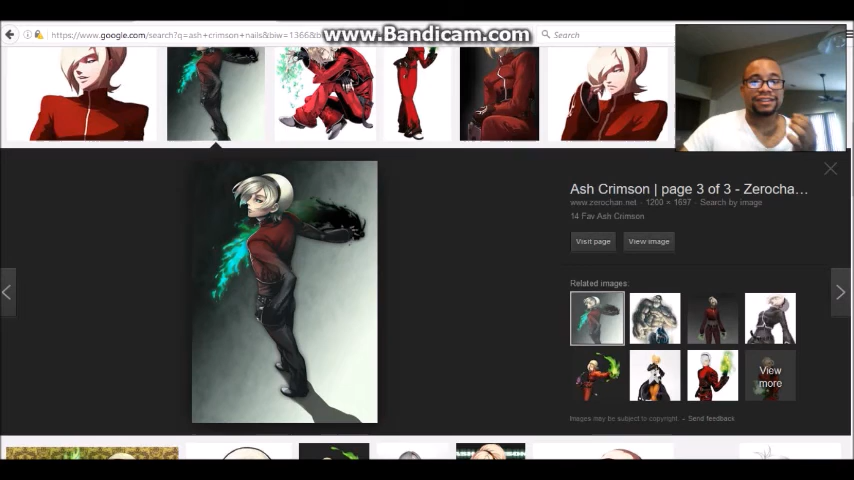 https://www.google.com/search?q=ash+crimson+nails&biw=1366&b
www.Bandicam.com
Search
Ash Crimson | page 3 of 3 - Zerocha…
www.zerochan.net · 1200 × 1697 · Search by image
14 Fav Ash Crimson
Visit page
View image
Related images:
View more
Images may be subject to copyright. - Send feedback